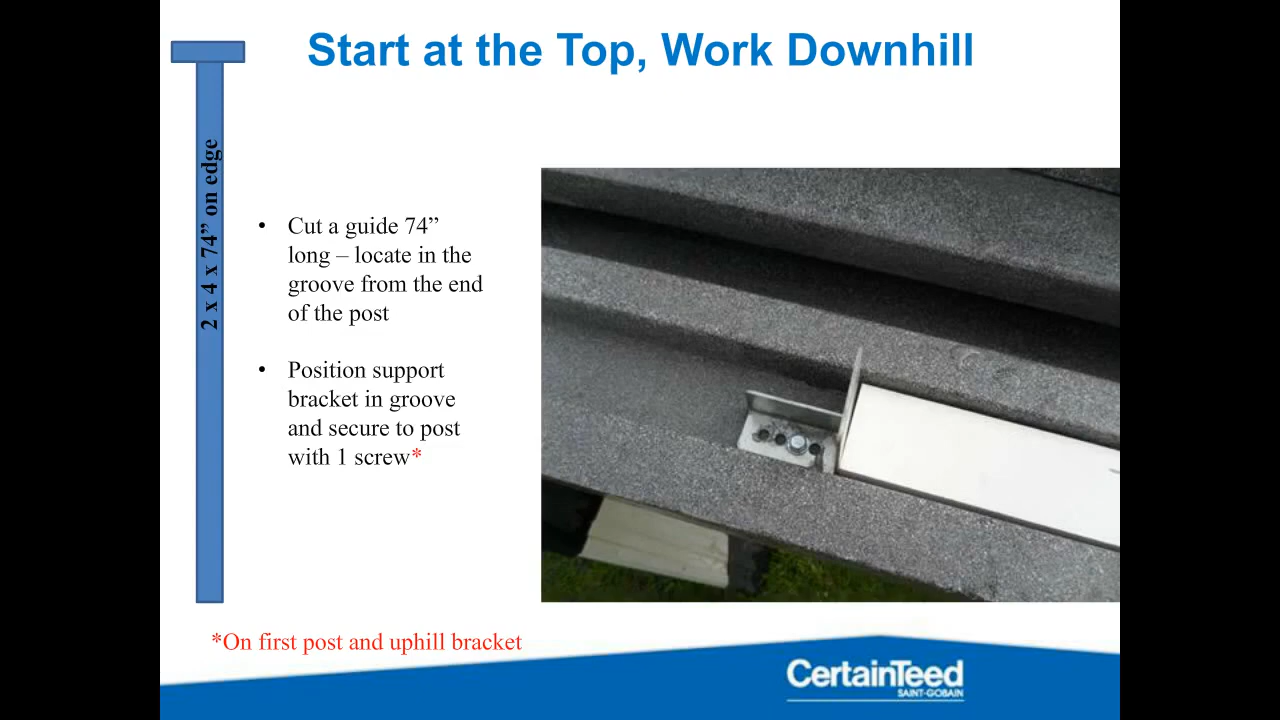 Start at the Top, Work Downhill
2 x 4 x 74” on edge
• Cut a guide 74”
long – locate in the
groove from the end
of the post
• Position support
bracket in groove
and secure to post
with 1 screw*
*On first post and uphill bracket
CertainTeed
SAINT-GOBAIN